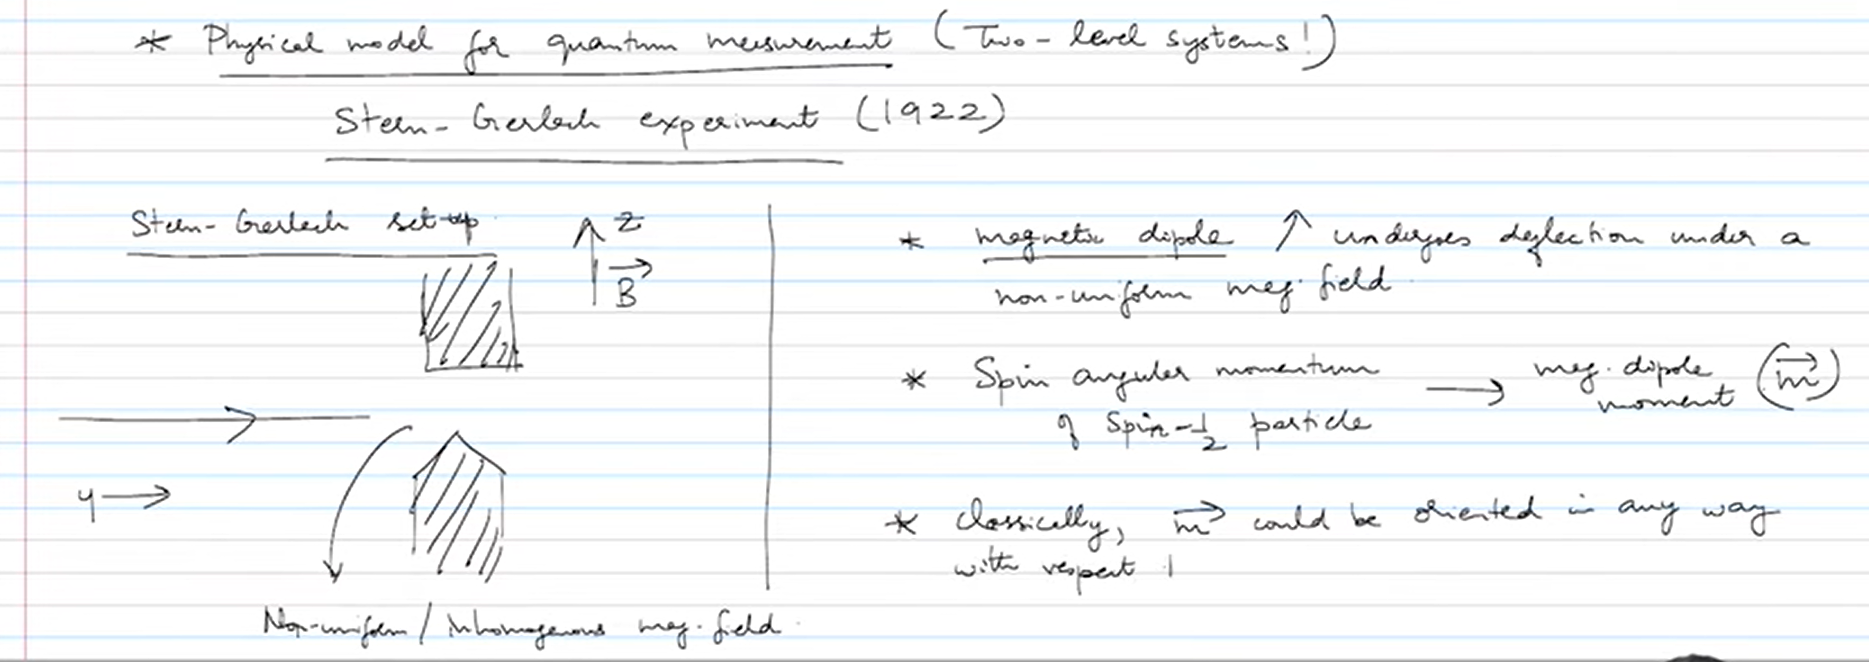 * Physical model for quantum measurement (Two-level systems!)
Stern-Gerlach experiment (1922)
Stern-Gerlach set-up
Z
B⃗
y →
Non-uniform / inhomogenous mag. field
* magnetic dipole ↑ undergoes deflection under a
non-uniform mag. field
* Spin angular momentum → mag. dipole moment (m⃗)
of spin-1/2 particle
* Classically, m⃗ could be oriented in any way
with respect